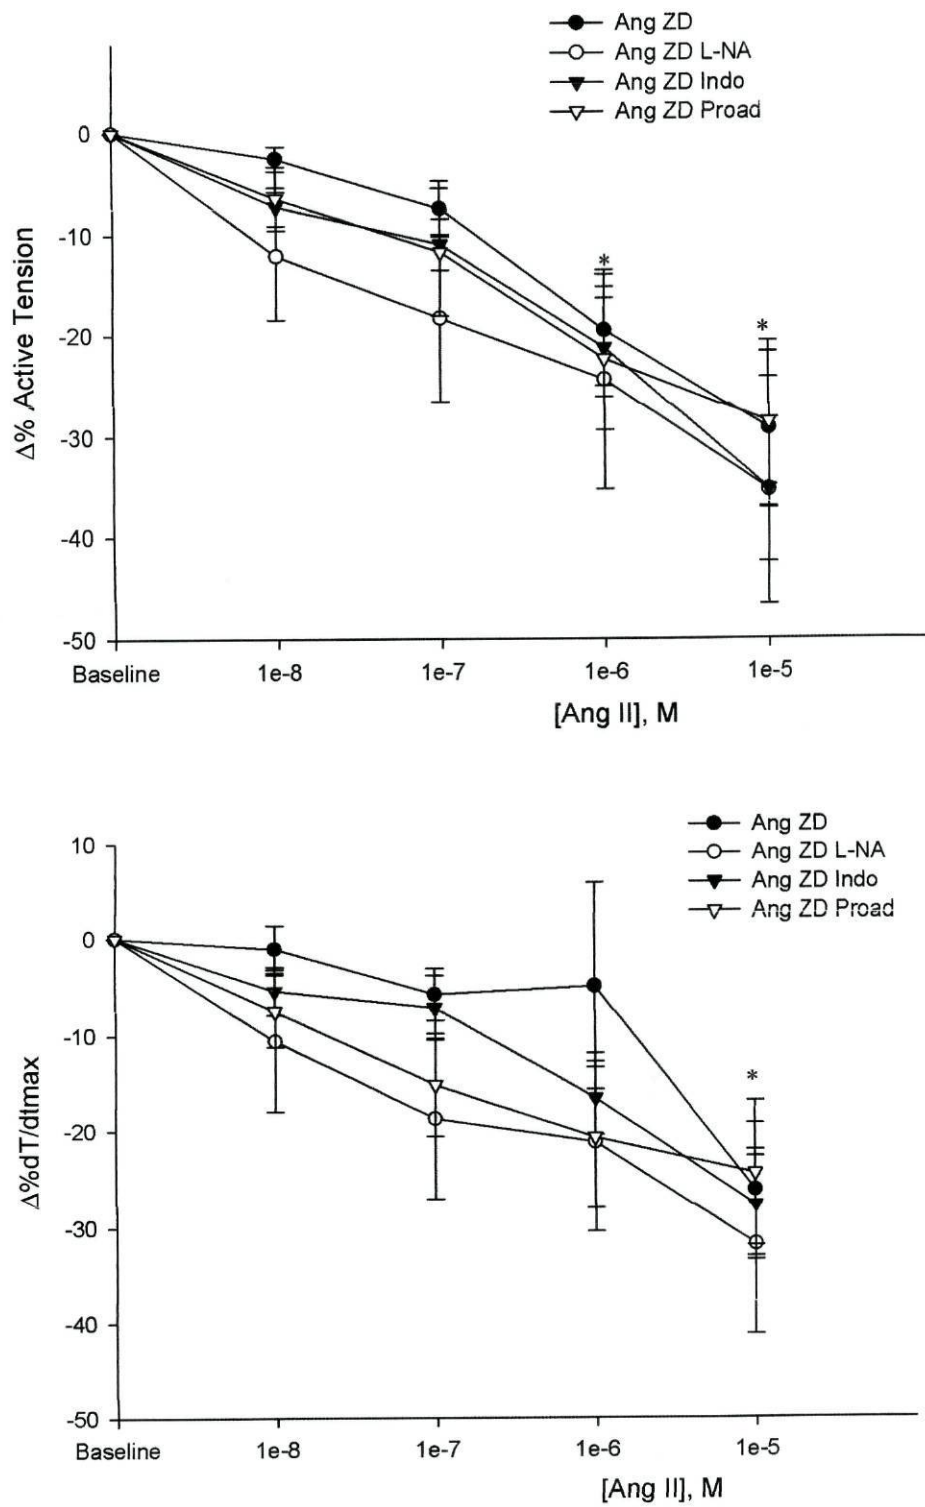 Ang ZD
Ang ZD L-NA
Ang ZD Indo
Ang ZD Proad
Δ% Active Tension
0
-10
-20
-30
-40
-50
*
*
Baseline
1e-8
1e-7
1e-6
1e-5
[Ang II], M
Ang ZD
Ang ZD L-NA
Ang ZD Indo
Ang ZD Proad
Δ%dT/dtmax
10
0
-10
-20
-30
-40
-50
*
Baseline
1e-8
1e-7
1e-6
1e-5
[Ang II], M